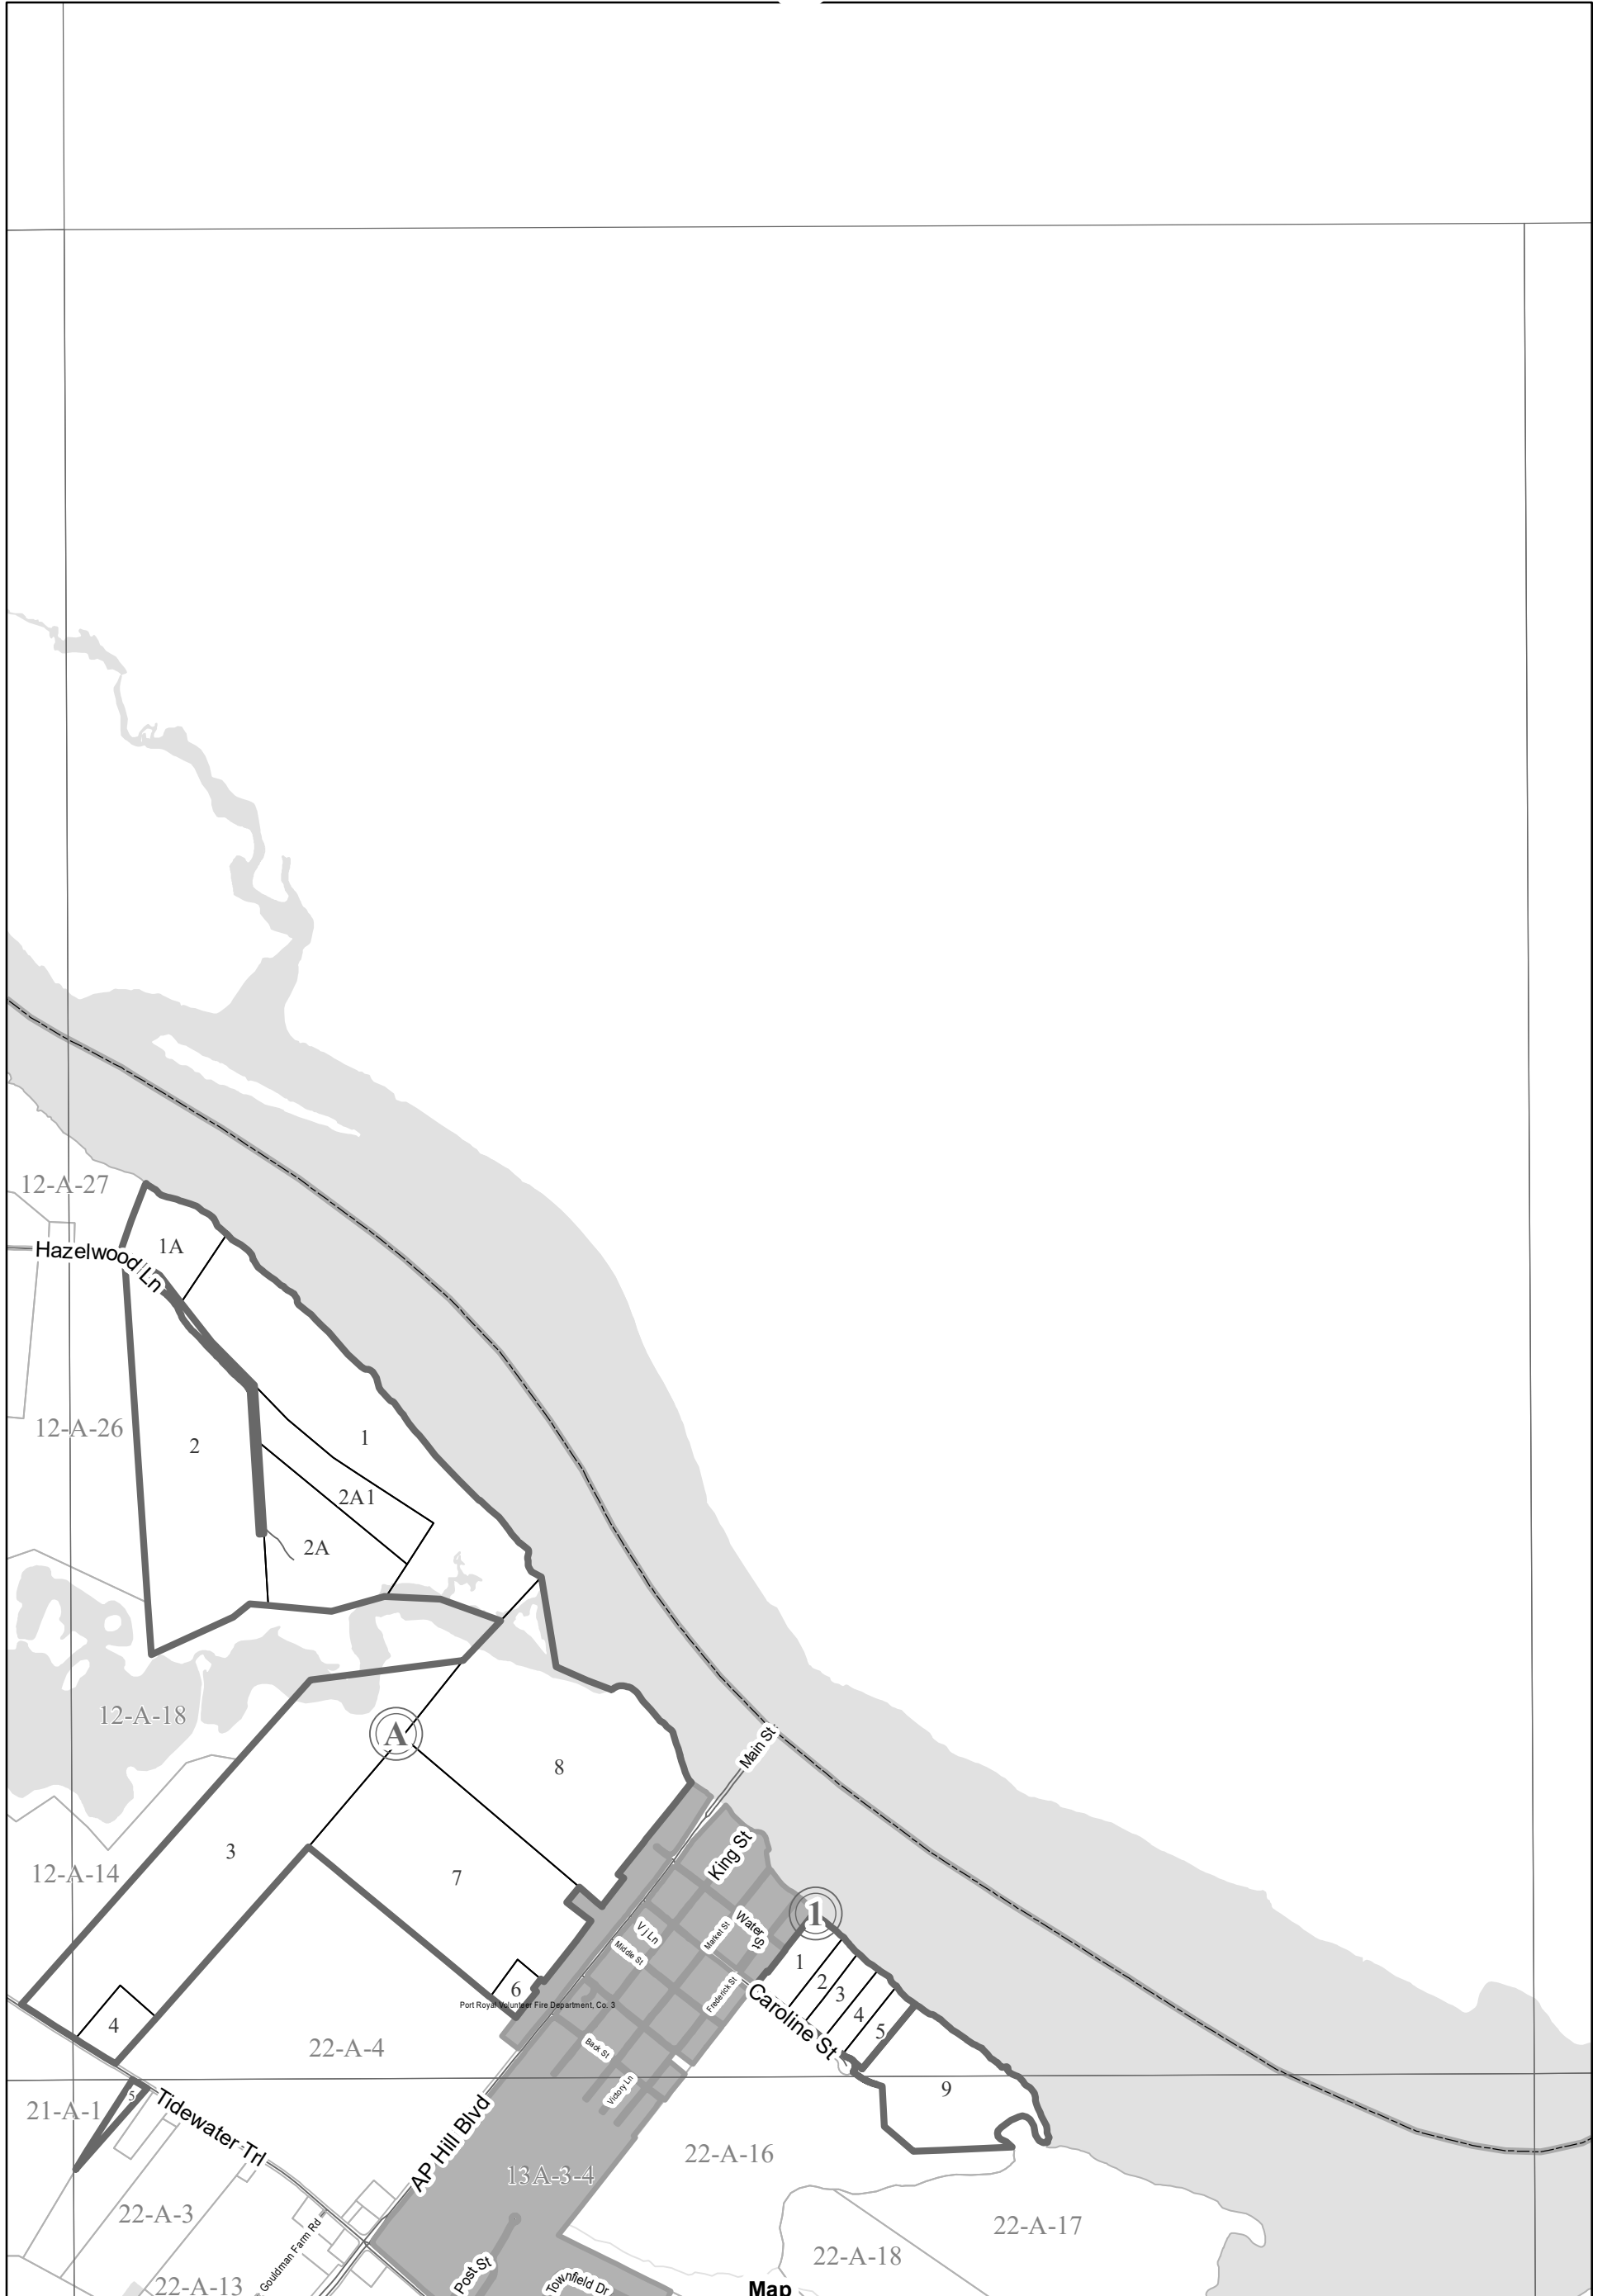 12-A-27
1A
Hazelwood Ln
12-A-26
2
1
2A1
2A
12-A-18
A
8
Main St
12-A-14
3
7
King St
1
Water St
Market St
V j Ln
Middle St
1
2
3
4
5
6
Frederick St
Caroline St
Port Royal Volunteer Fire Department, Co. 3
4
22-A-4
Back St
Victory Ln
9
5
21-A-1
Tidewater Trl
AP Hill Blvd
13A-3-4
22-A-16
22-A-3
22-A-17
Gouldman Farm Rd
22-A-18
22-A-13
Post St
Townfield Dr
Map